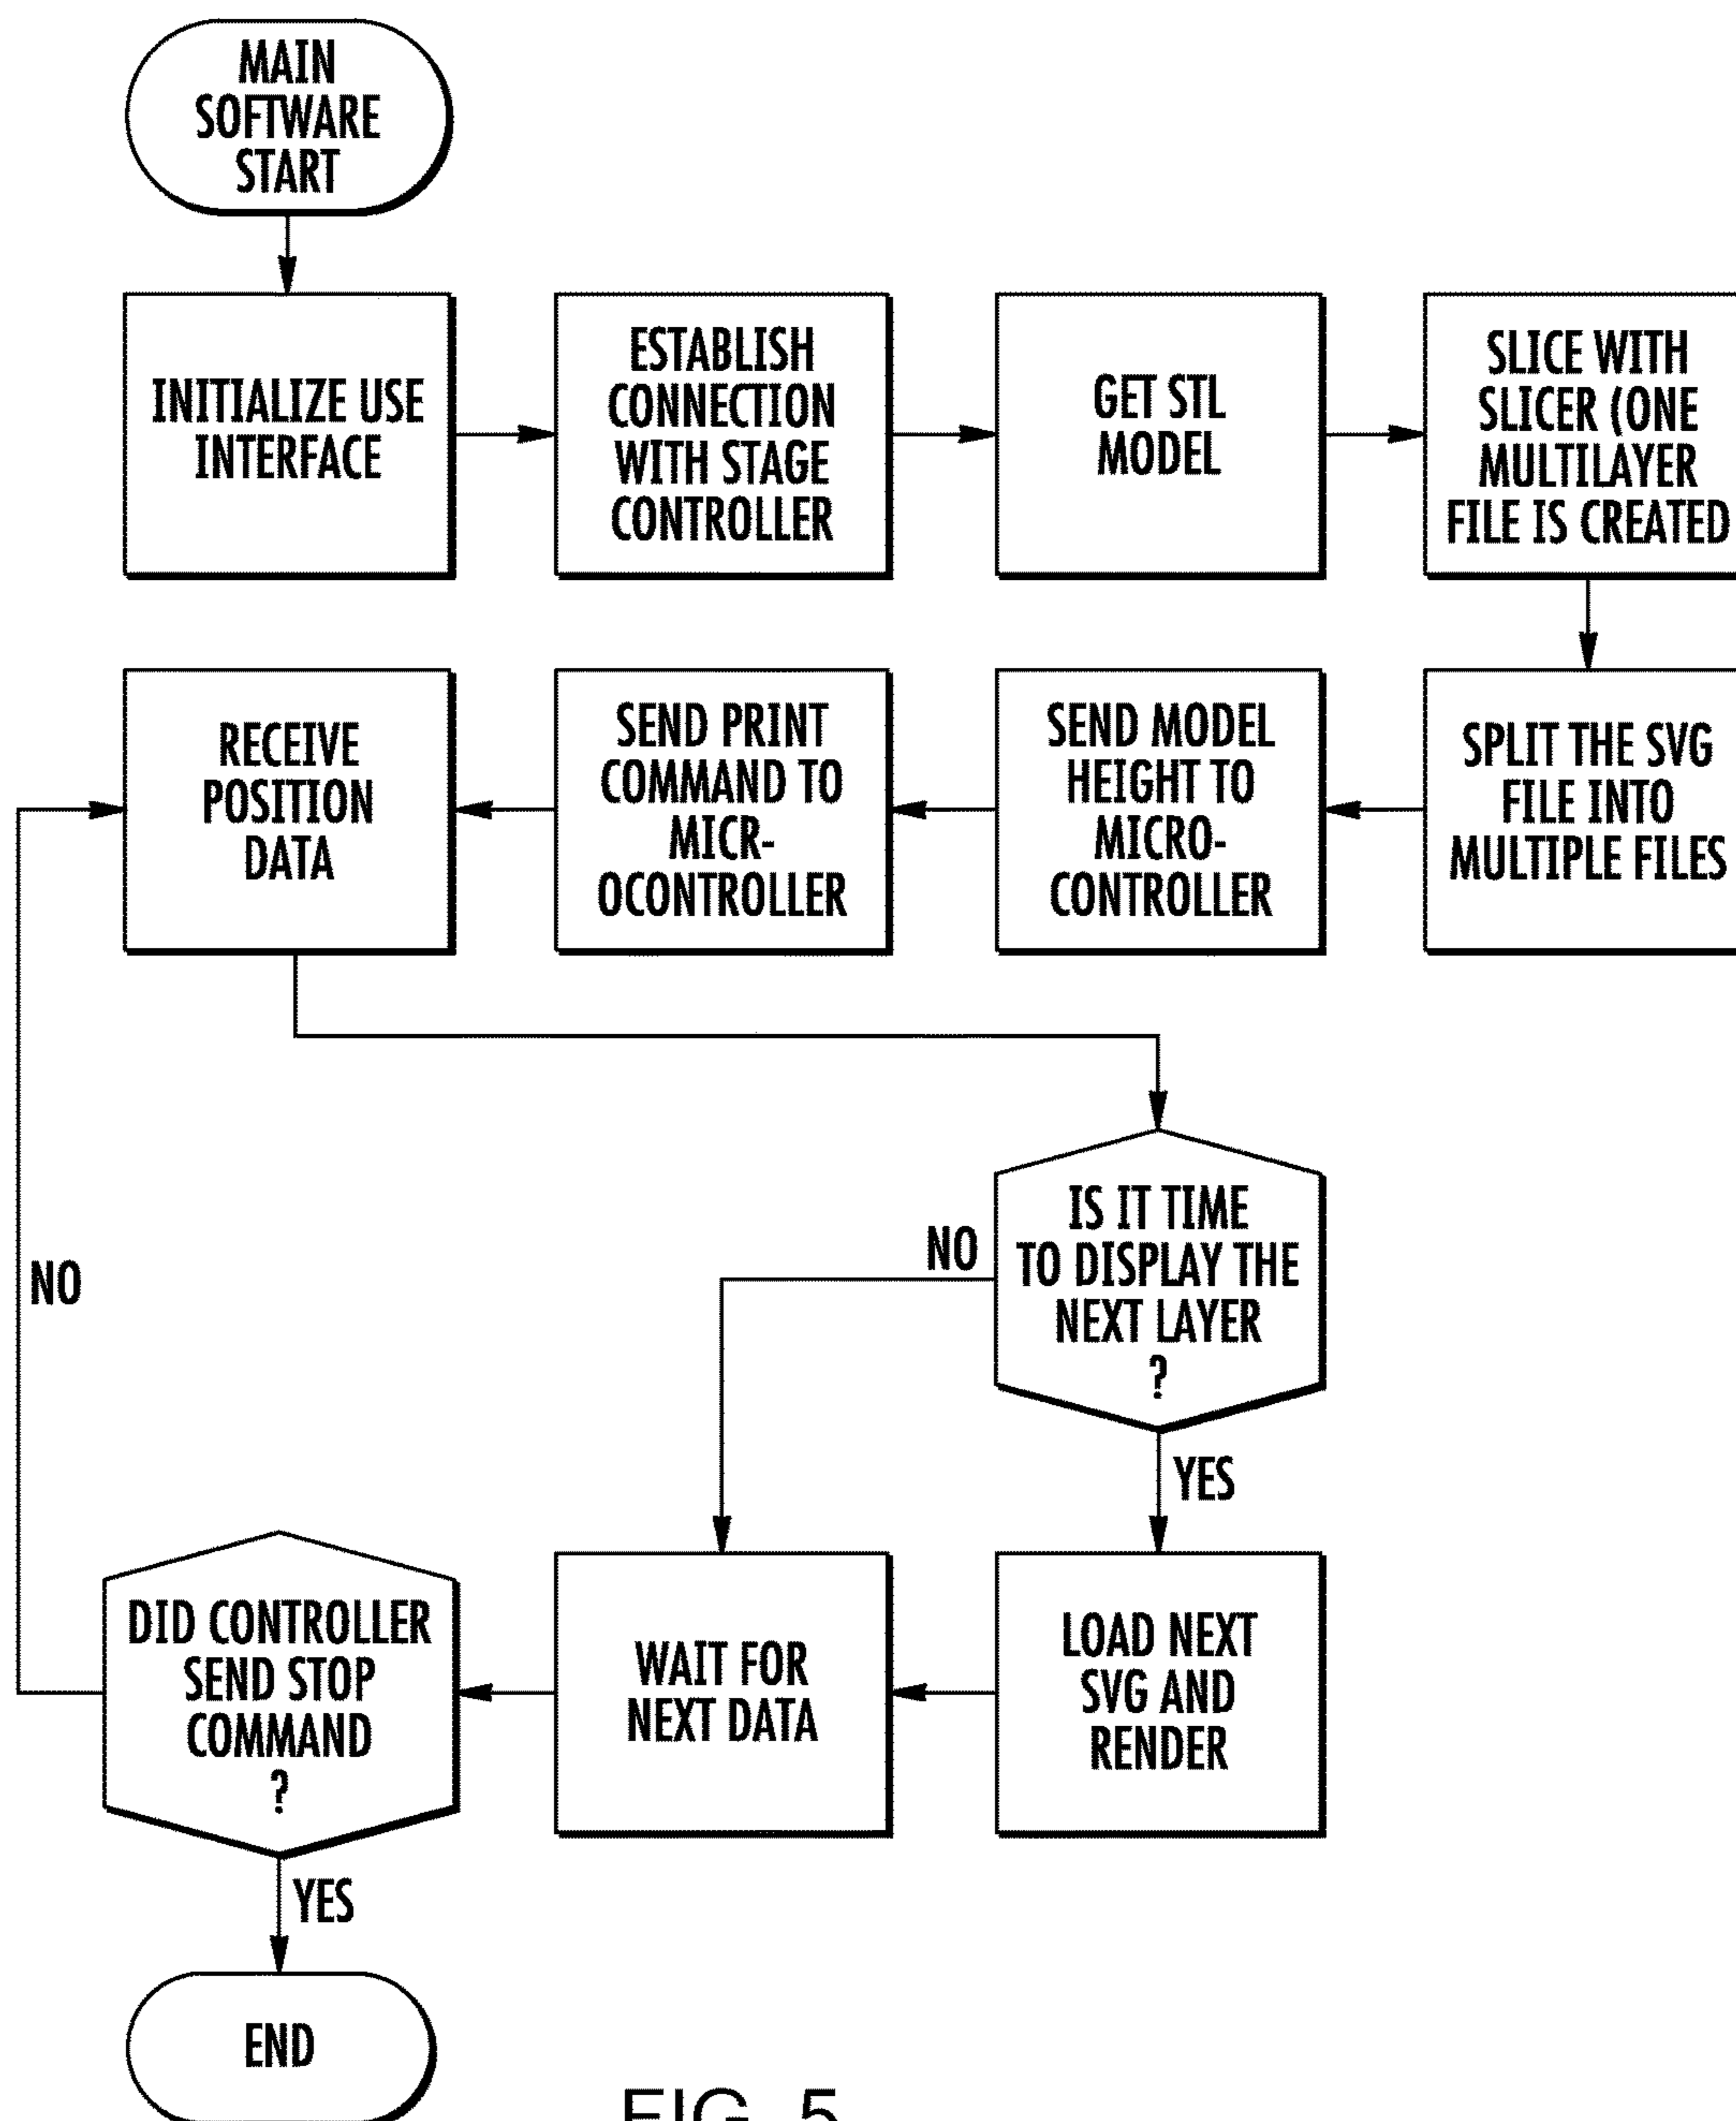 MAIN
SOFTWARE
START
INITIALIZE USE
INTERFACE
ESTABLISH
CONNECTION
WITH STAGE
CONTROLLER
GET STL
MODEL
SLICE WITH
SLICER (ONE
MULTILAYER
FILE IS CREATED
SPLIT THE SVG
FILE INTO
MULTIPLE FILES
SEND MODEL
HEIGHT TO
MICRO-
CONTROLLER
SEND PRINT
COMMAND TO
MICR-
OCONTROLLER
RECEIVE
POSITION
DATA
IS IT TIME
TO DISPLAY THE
NEXT LAYER
?
NO
YES
LOAD NEXT
SVG AND
RENDER
WAIT FOR
NEXT DATA
DID CONTROLLER
SEND STOP
COMMAND
?
NO
YES
END
FIG. 5